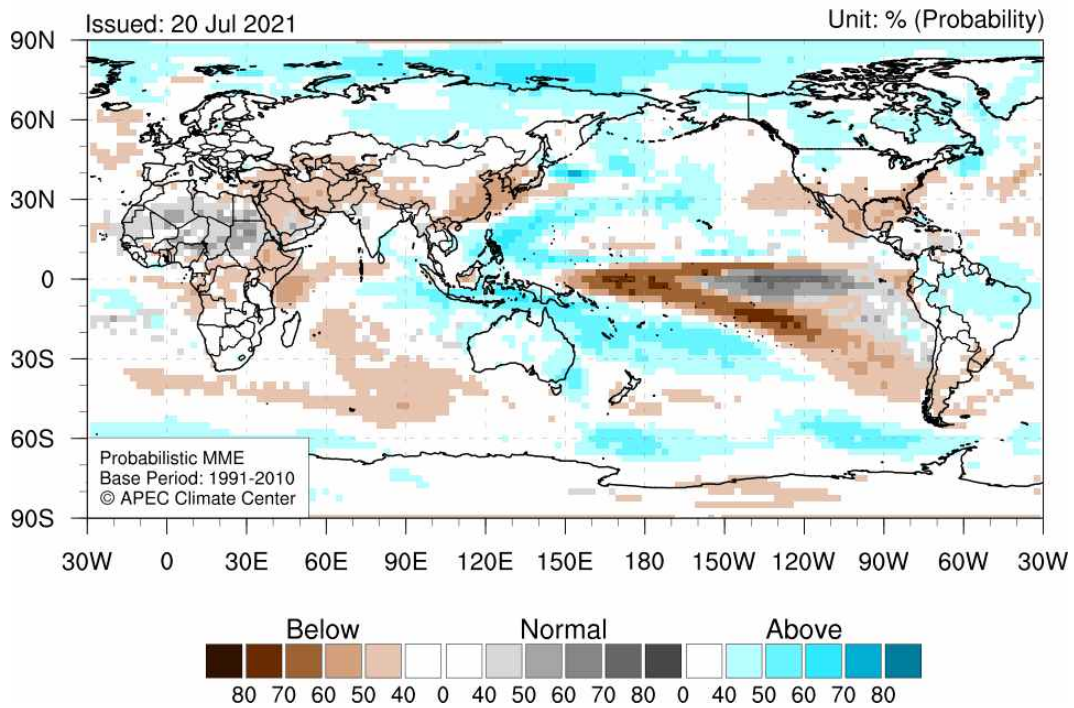 Issued: 20 Jul 2021
Unit: % (Probability)
90N
60N
30N
0
30S
60S
90S
Probabilistic MME
Base Period: 1991-2010
© APEC Climate Center
30W 0 30E 60E 90E 120E 150E 180 150W 120W 90W 60W 30W
Below Normal Above
80 70 60 50 40 0 40 50 60 70 80 0 40 50 60 70 80